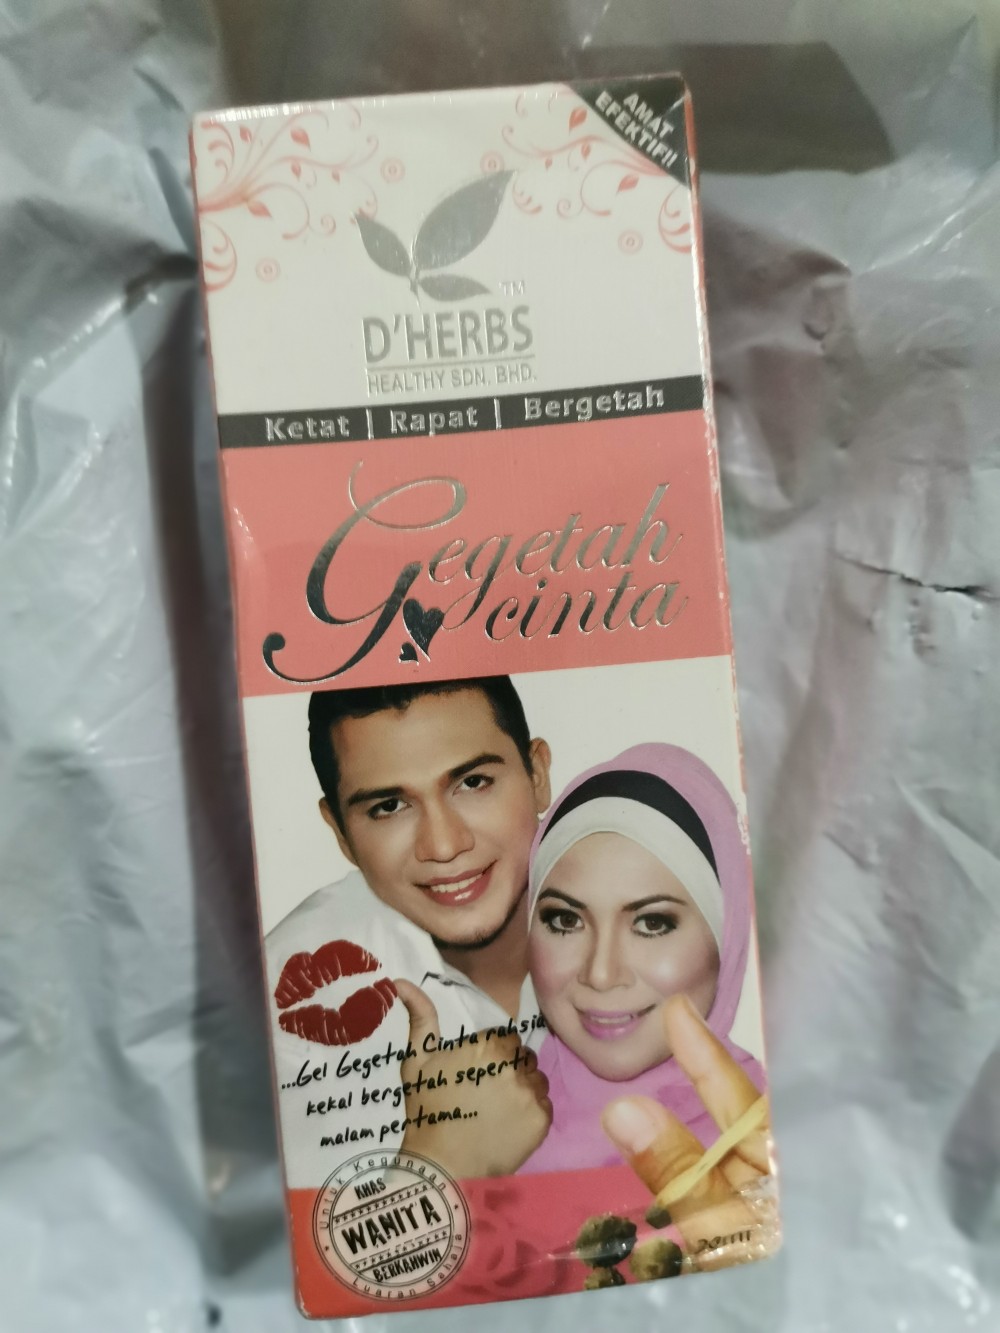 AMAT
EFEKTIF!!
TM
D'HERBS
HEALTHY SDN. BHD.
Ketat | Rapat | Bergetah
Gegetah
cinta
...Gel Gegetah Cinta rahsia
kekal bergetah seperti
malam pertama...
Untuk Kegunaan
KHAS
WANITA
BERKAHWIN
Luaran Sahaja